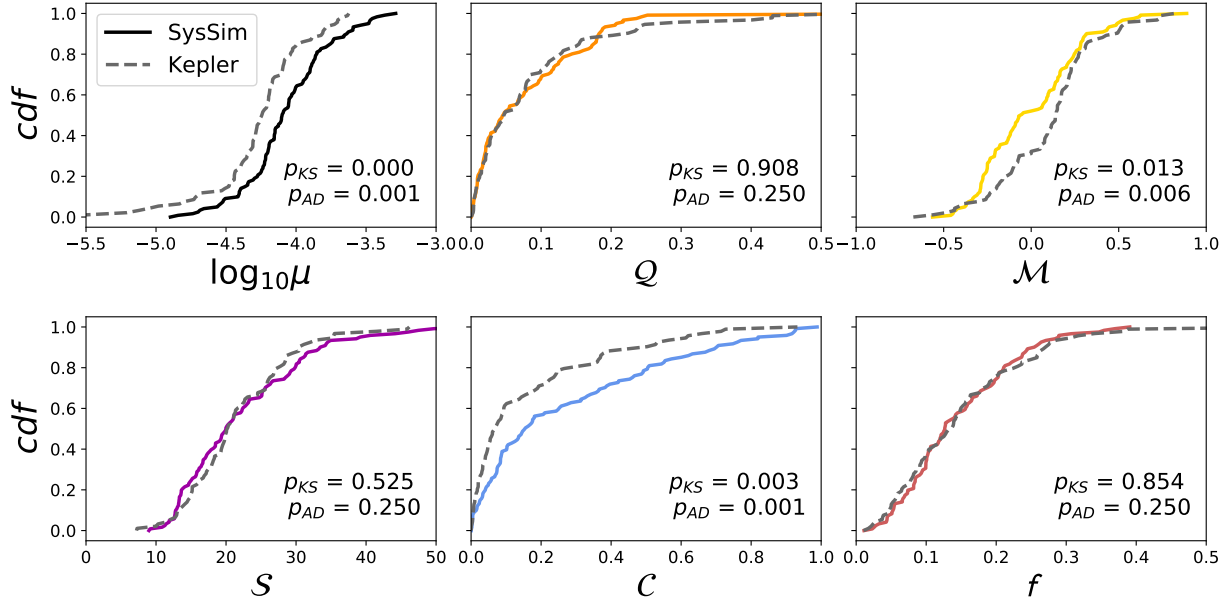 SysSim
Kepler
cdf
1.0
0.8
0.6
0.4
0.2
0.0
p_KS = 0.000
p_AD = 0.001
−5.5 −5.0 −4.5 −4.0 −3.5 −3.0
log₁₀μ
p_KS = 0.908
p_AD = 0.250
0.0 0.1 0.2 0.3 0.4 0.5
𝒬
p_KS = 0.013
p_AD = 0.006
−1.0 −0.5 0.0 0.5 1.0
ℳ
cdf
1.0
0.8
0.6
0.4
0.2
0.0
p_KS = 0.525
p_AD = 0.250
0 10 20 30 40 50
𝒮
p_KS = 0.003
p_AD = 0.001
0.0 0.2 0.4 0.6 0.8 1.0
𝒞
p_KS = 0.854
p_AD = 0.250
0.0 0.1 0.2 0.3 0.4 0.5
f